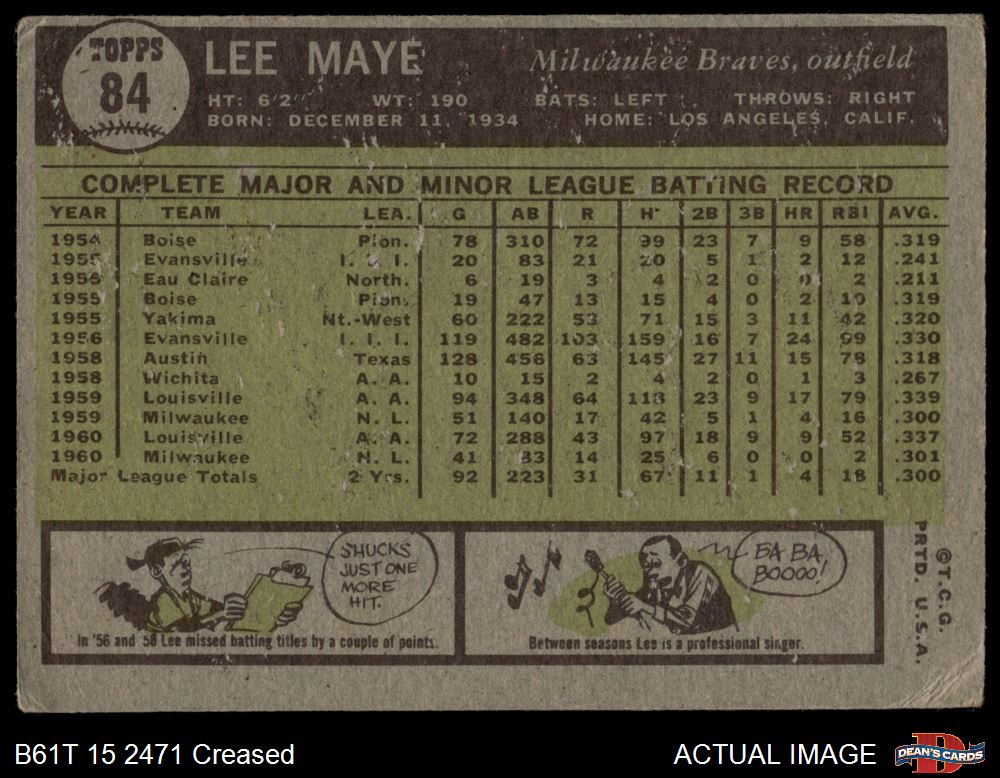 TOPPS
84
LEE MAYE
Milwaukee Braves, outfield
HT: 6'2" WT: 190 BATS: LEFT THROWS: RIGHT
BORN: DECEMBER 11, 1934 HOME: LOS ANGELES, CALIF.
COMPLETE MAJOR AND MINOR LEAGUE BATTING RECORD
YEAR TEAM LEA. G AB R H 2B 3B HR RBI AVG.
1954 Boise Pion. 78 310 72 99 23 7 9 58 .319
1955 Evansville I. I. I. 20 83 21 20 5 1 2 12 .241
1955 Eau Claire North. 6 19 3 4 2 0 0 2 .211
1955 Boise Pion. 19 47 13 15 4 0 2 10 .319
1955 Yakima Nt.-West 60 222 53 71 15 3 11 42 .320
1956 Evansville I. I. I. 119 482 103 159 16 7 24 99 .330
1958 Austin Texas 128 456 63 145 27 11 15 78 .318
1958 Wichita A. A. 10 15 2 4 2 0 1 3 .267
1959 Louisville A. A. 94 348 64 118 23 9 17 79 .339
1959 Milwaukee N. L. 51 140 17 42 5 1 4 16 .300
1960 Louisville A. A. 72 288 43 97 18 9 9 52 .337
1960 Milwaukee N. L. 41 83 14 25 6 0 0 2 .301
Major League Totals 2 Yrs. 92 223 31 67 11 1 4 18 .300
SHUCKS
JUST ONE
MORE
HIT.
In '56 and '58 Lee missed batting titles by a couple of points.
BA BA
BOOOO!
Between seasons Lee is a professional singer.
©T.C.G.
PRTD. U.S.A.
B61T 15 2471 Creased
ACTUAL IMAGE
DEAN'S CARDS